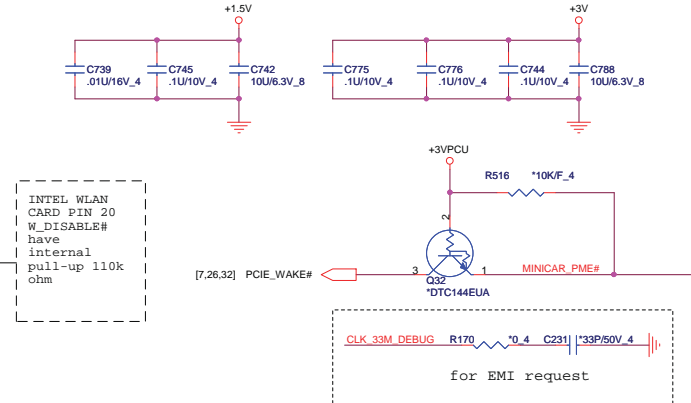 +1.5V
+3V
C739
.01U/16V_4
C745
.1U/10V_4
C742
10U/6.3V_8
C775
.1U/10V_4
C776
.1U/10V_4
C744
.1U/10V_4
C788
10U/6.3V_8
+3VPCU
R516 *10K/F_4
INTEL WLAN
CARD PIN 20
W_DISABLE#
have
internal
pull-up 110k
ohm
2
[7,26,32] PCIE_WAKE#
3
1
MINICAR_PME#
Q32
*DTC144EUA
CLK_33M_DEBUG R170 *0_4 C231 *33P/50V_4
for EMI request